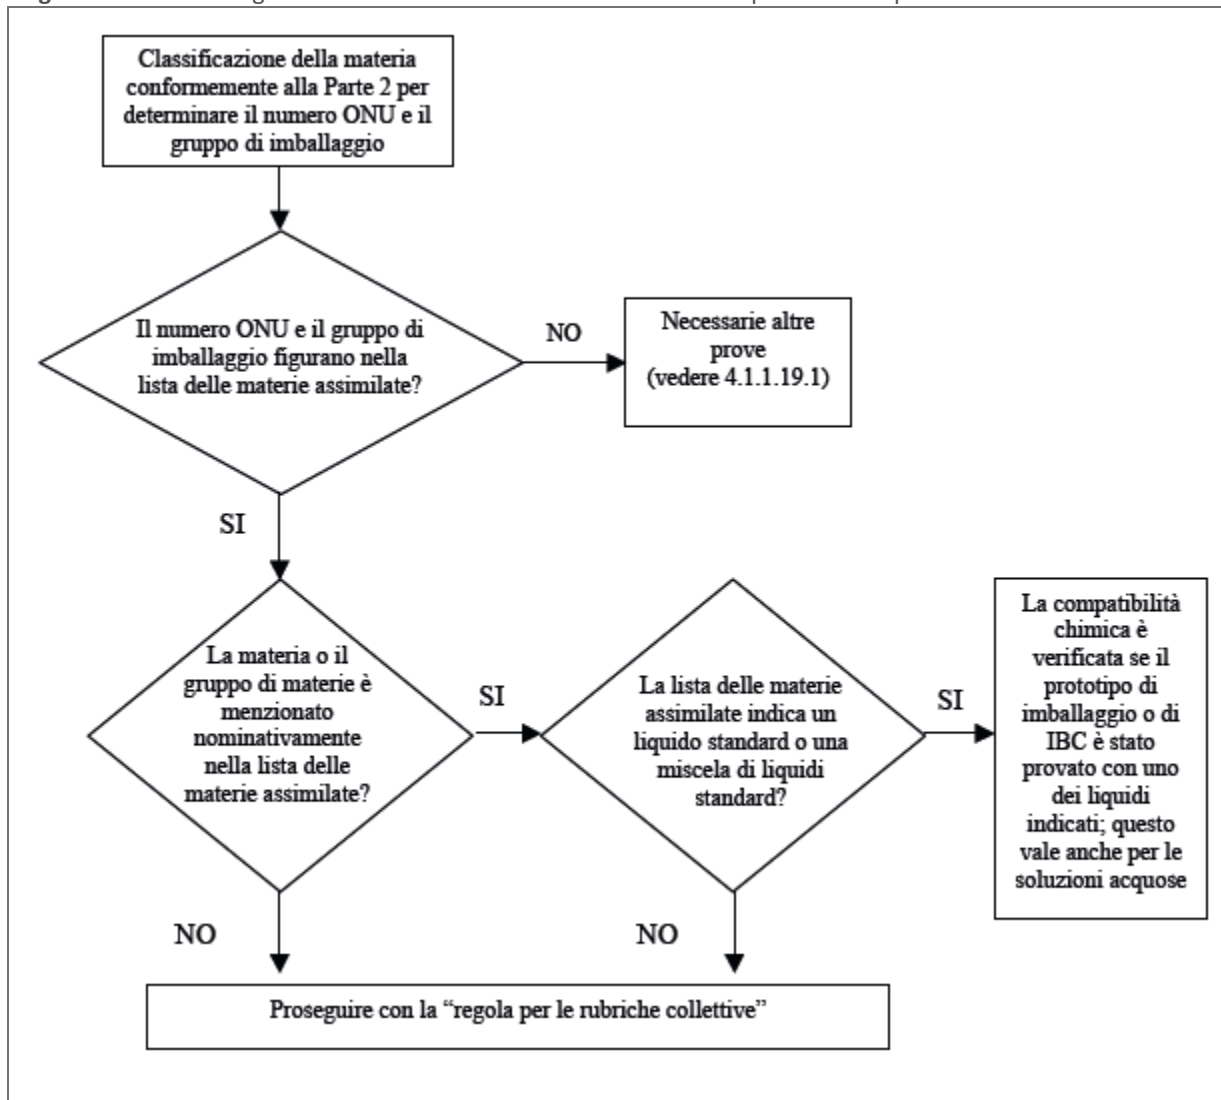 Classificazione della materia
conformemente alla Parte 2 per
determinare il numero ONU e il
gruppo di imballaggio
Il numero ONU e il gruppo di
imballaggio figurano nella
lista delle materie assimilate?
NO
Necessarie altre
prove
(vedere 4.1.1.19.1)
SI
La materia o il
gruppo di materie è
menzionato
nominativamente
nella lista delle
materie assimilate?
SI
La lista delle materie
assimilate indica un
liquido standard o una
miscela di liquidi
standard?
SI
La compatibilità
chimica è
verificata se il
prototipo di
imballaggio o di
IBC è stato
provato con uno
dei liquidi
indicati; questo
vale anche per le
soluzioni acquose
NO
NO
Proseguire con la “regola per le rubriche collettive”